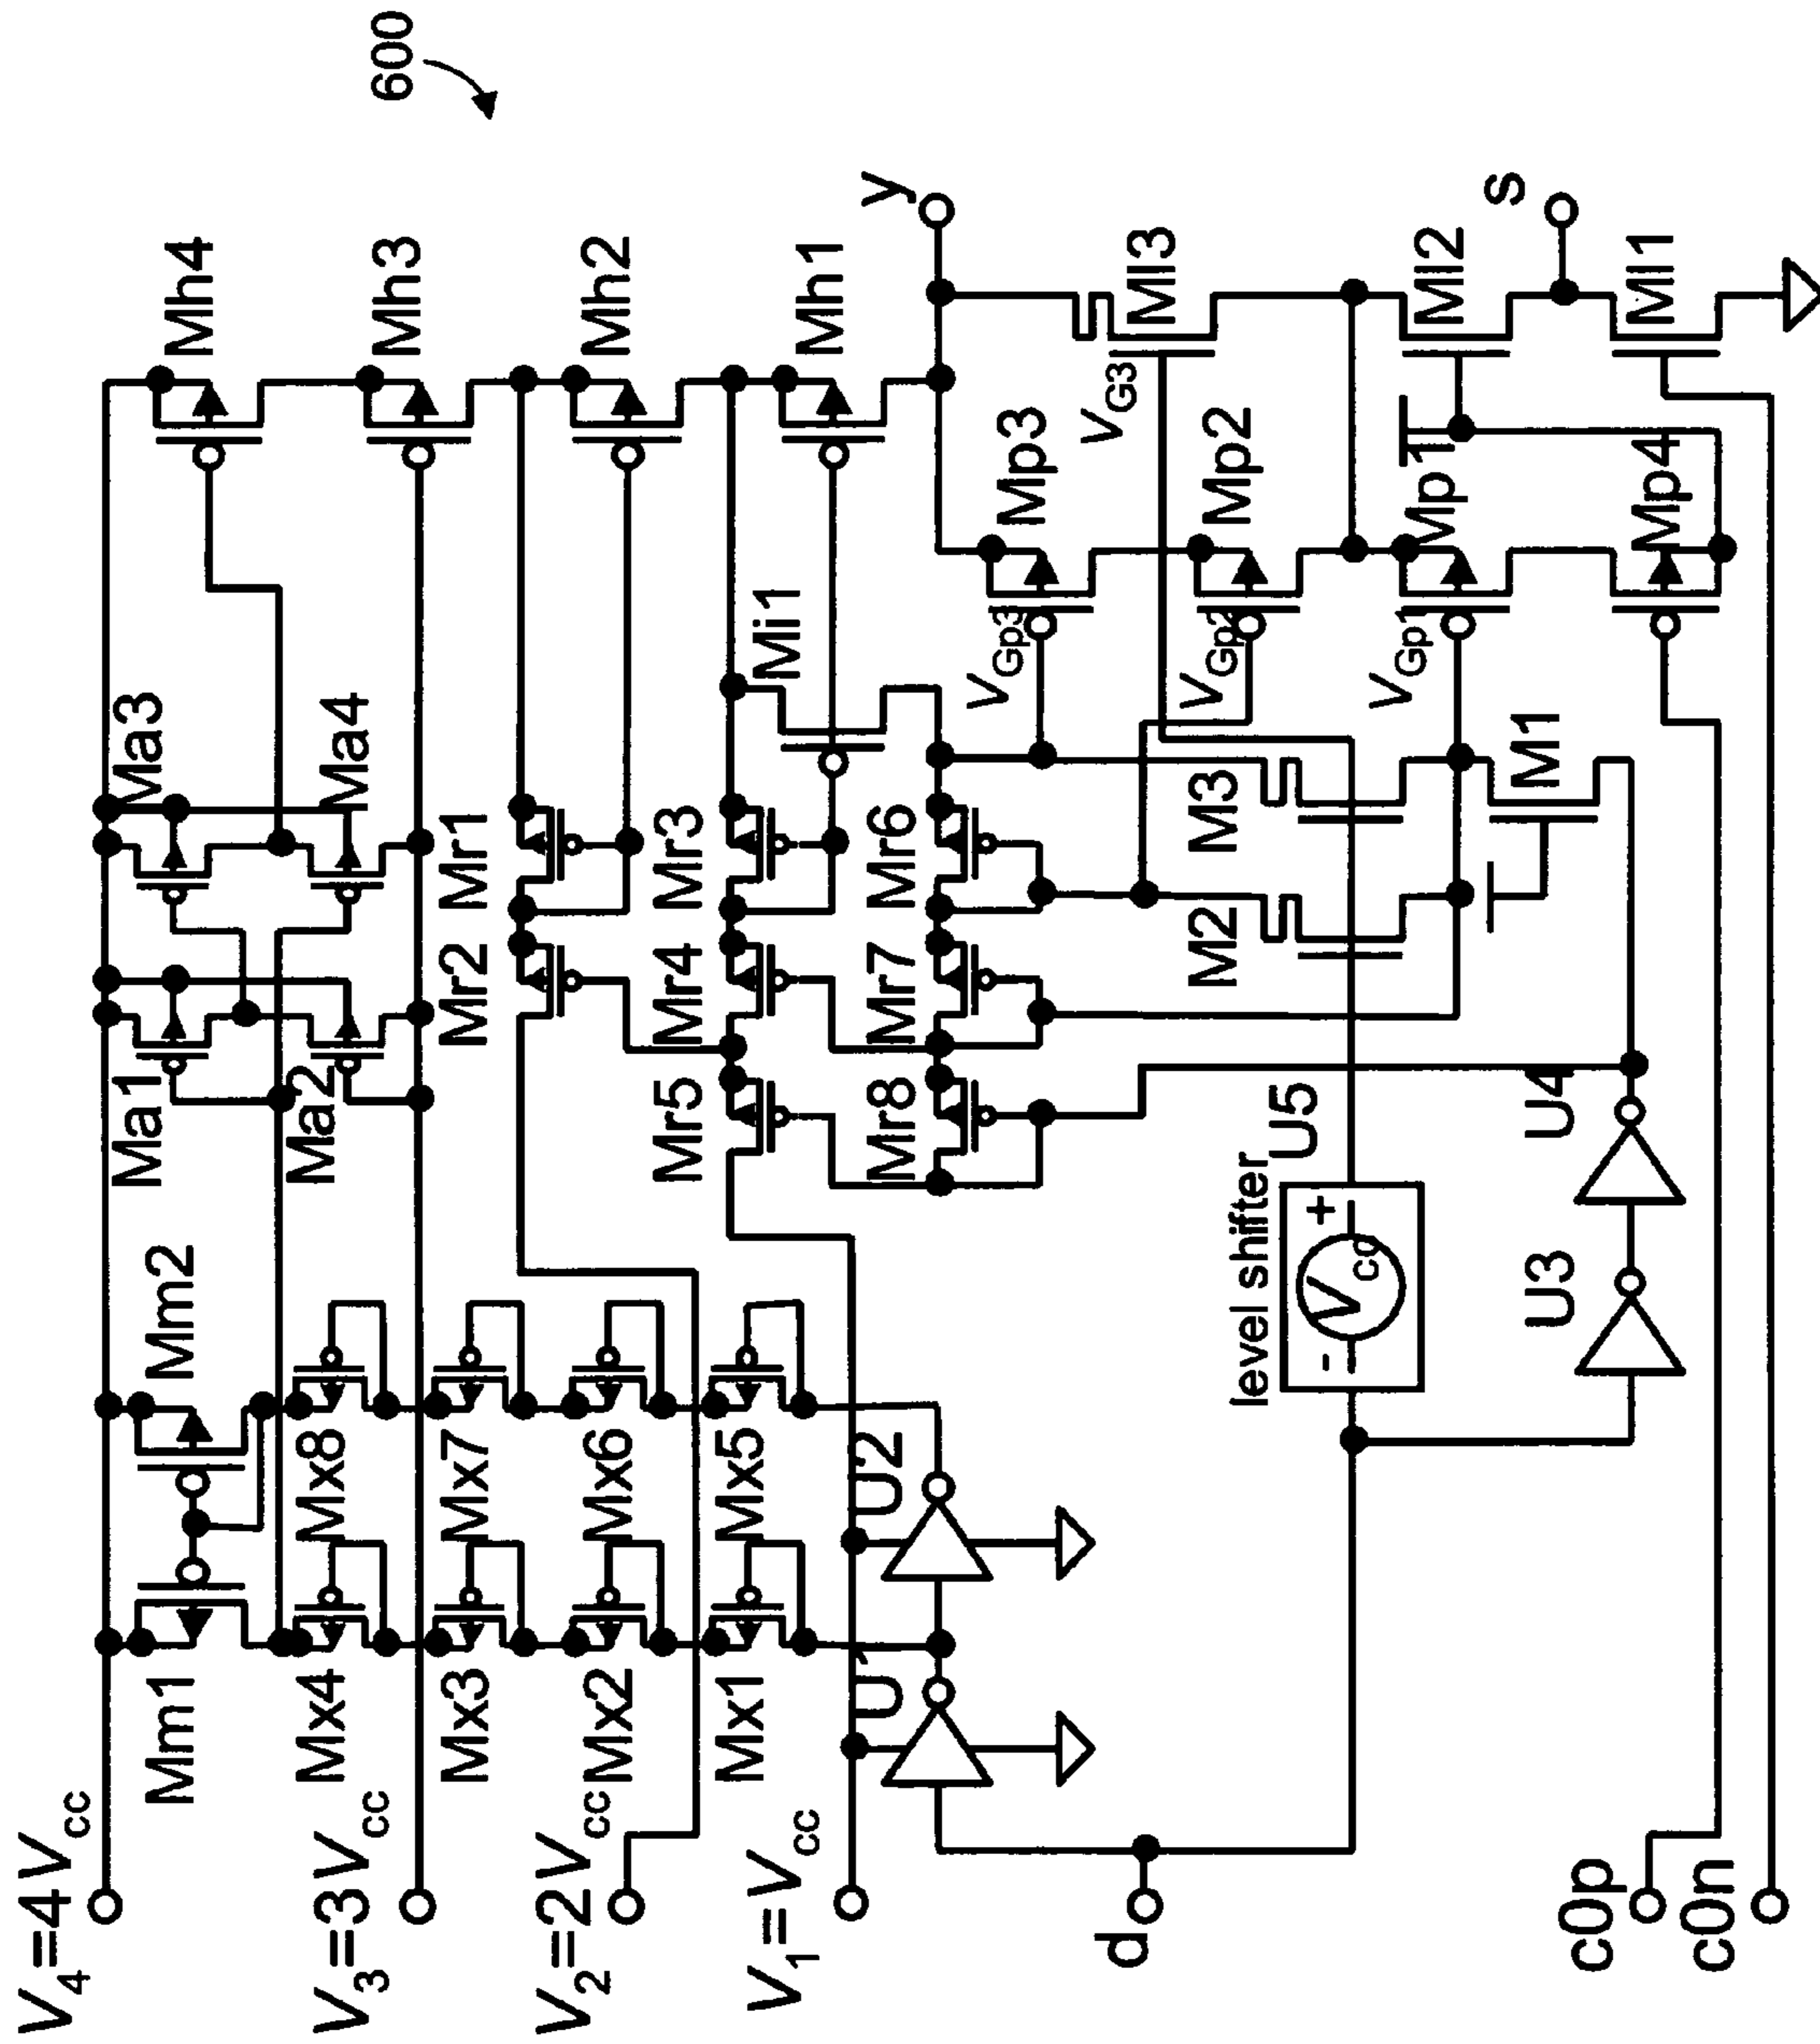 600
V4=4Vcc
V3=3Vcc
V2=2Vcc
V1=Vcc
d
c0p
c0n
Mm1
Mm2
Mx4
Mx8
Mx3
Mx7
Mx2
Mx6
Mx1
Mx5
U1
U2
Ma1
Ma3
Ma2
Ma4
Mh4
Mh3
Mh2
Mh1
Mr2
Mr1
Mr5
Mr4
Mr3
Mi1
Mr8
Mr7
Mr6
y
s
Mp3
Mp2
Mp1
Mp4
VGp3
VGp2
VGp1
VG3
Ml3
Ml2
Ml1
M2
M3
M1
level shifter
U5
- Vcc +
U3
U4